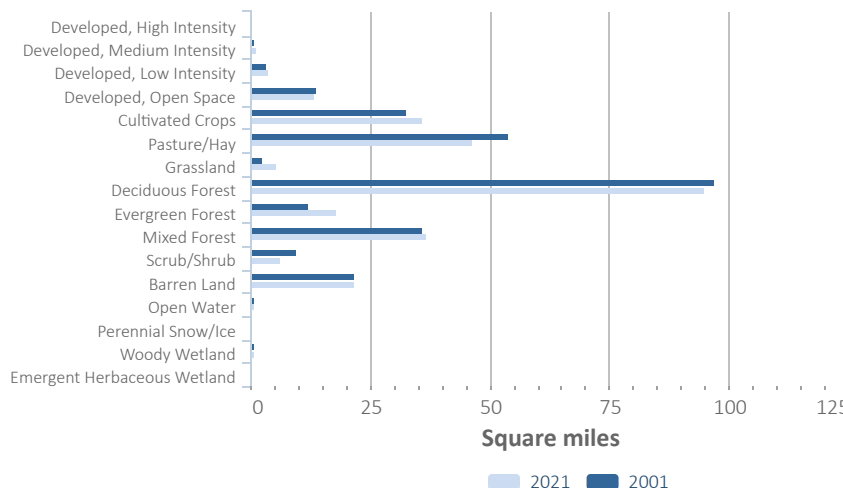 Developed, High Intensity
Developed, Medium Intensity
Developed, Low Intensity
Developed, Open Space
Cultivated Crops
Pasture/Hay
Grassland
Deciduous Forest
Evergreen Forest
Mixed Forest
Scrub/Shrub
Barren Land
Open Water
Perennial Snow/Ice
Woody Wetland
Emergent Herbaceous Wetland
0 25 50 75 100 125
Square miles
2021 2001